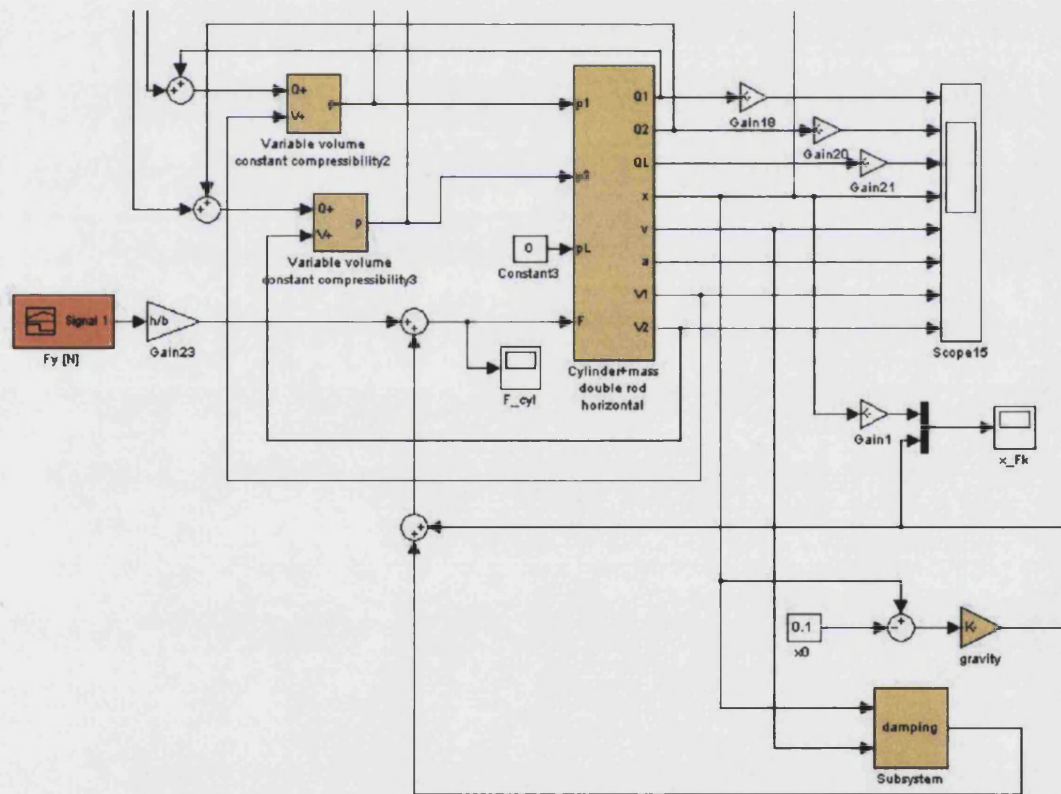 Q+
V+
Variable volume
constant compressibility2
Q+
V+
p
Variable volume
constant compressibility3
Signal 1
Fy [N]
h/b
Gain23
F_cyl
0
Constant3
p1
pL
F
Q1
Q2
QL
x
v
a
V1
V2
Cylinder+mass
double rod
horizontal
Gain18
Gain20
Gain21
Scope15
Gain1
x_Fk
0.1
x0
K-
gravity
damping
Subsystem